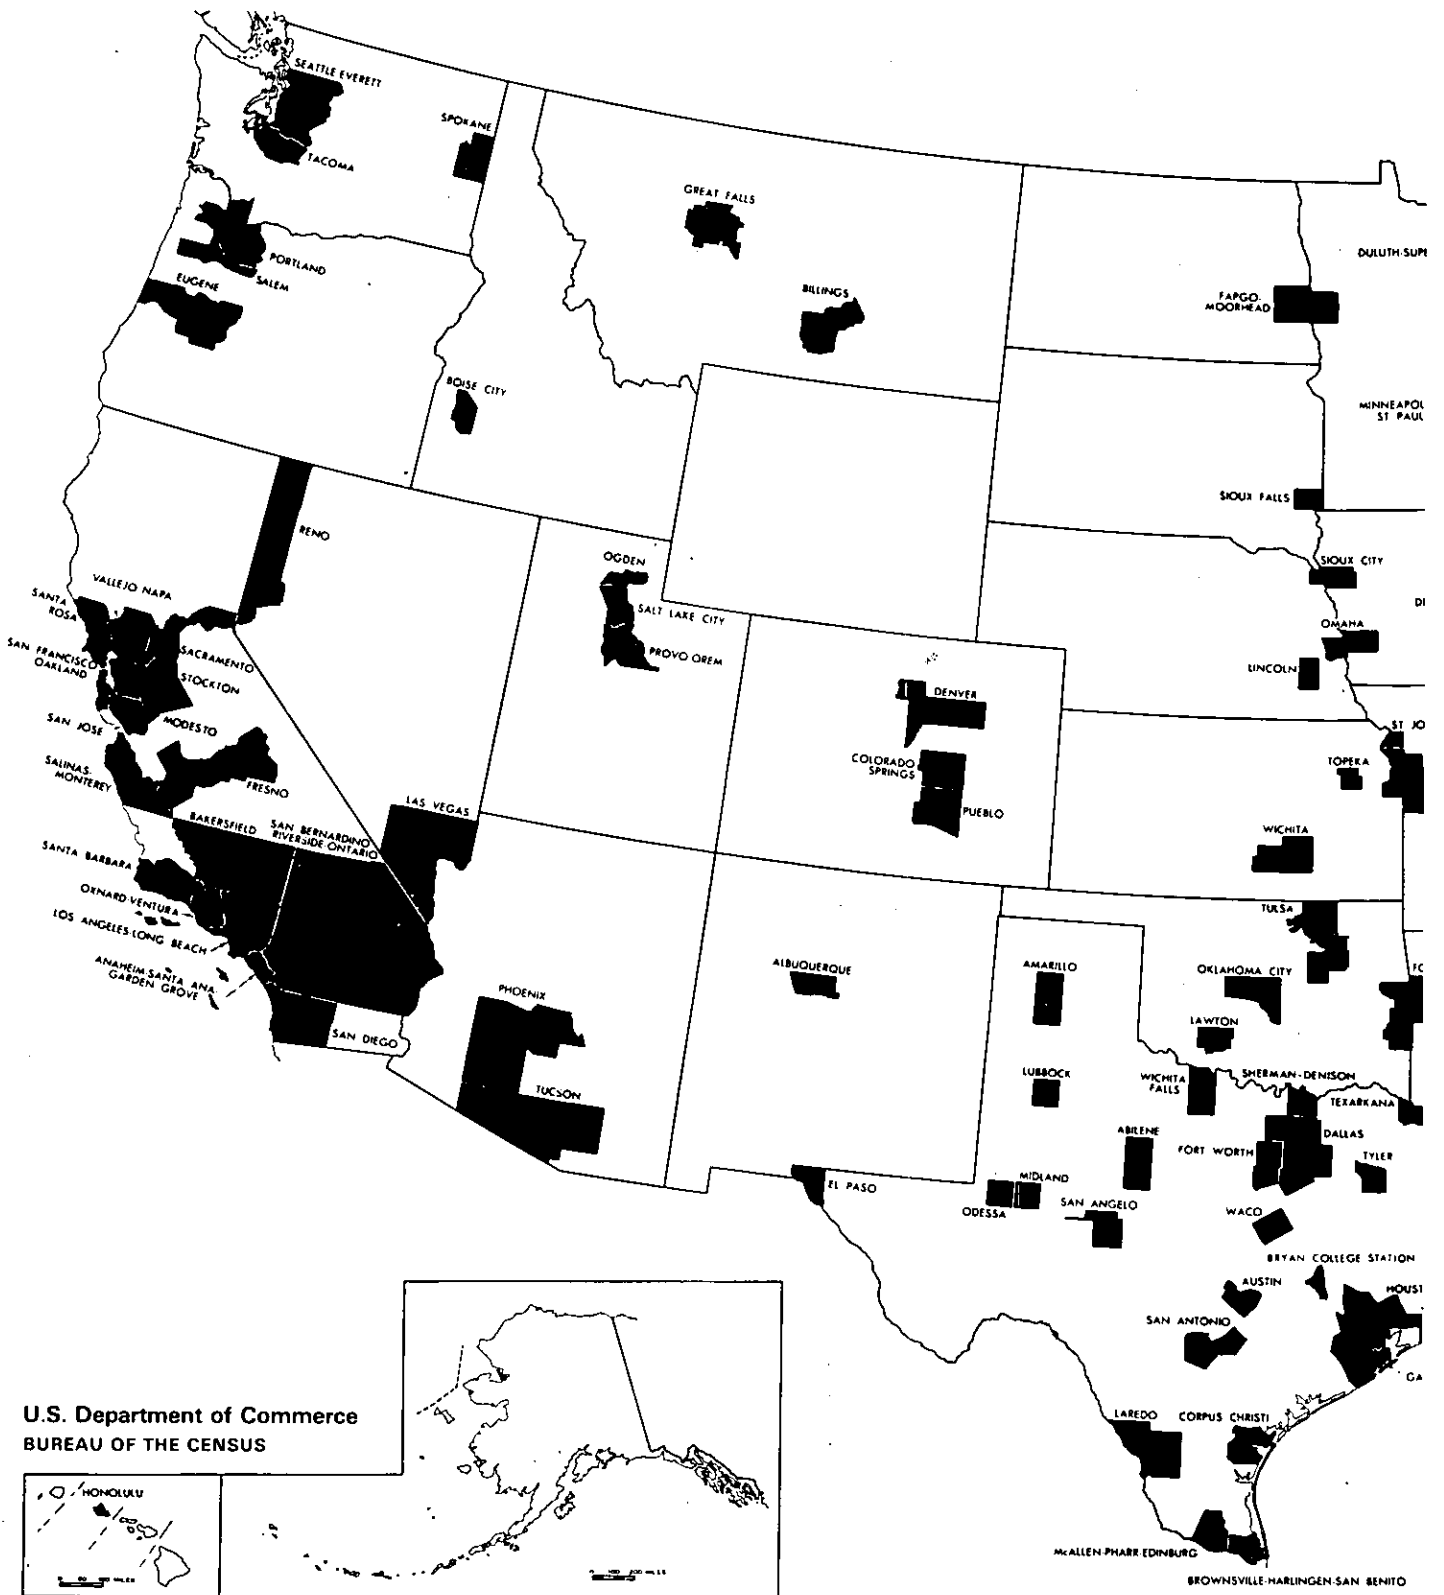 SEATTLE EVERETT
SPOKANE
TACOMA
GREAT FALLS
PORTLAND
SALEM
EUGENE
BILLINGS
DULUTH-SUPE
FARGO-
MOORHEAD
BOISE CITY
MINNEAPOL
ST PAUL
SIOUX FALLS
RENO
OGDEN
SIOUX CITY
VALLEJO NAPA
SANTA
ROSA
SALT LAKE CITY
OMAHA
SAN FRANCISCO
OAKLAND
SACRAMENTO
PROVO OREM
LINCOLN
STOCKTON
DENVER
SAN JOSE
MODESTO
ST JO
SALINAS-
MONTEREY
FRESNO
COLORADO
SPRINGS
TOPEKA
PUEBLO
LAS VEGAS
BAKERSFIELD
SAN BERNARDINO
RIVERSIDE-ONTARIO
WICHITA
SANTA BARBARA
OXNARD-VENTURA
LOS ANGELES-LONG BEACH
TULSA
ANAHEIM-SANTA ANA-
GARDEN GROVE
ALBUQUERQUE
AMARILLO
OKLAHOMA CITY
FO
PHOENIX
LAWTON
SAN DIEGO
LUBBOCK
WICHITA
FALLS
SHERMAN-DENISON
TEXARKANA
TUCSON
ABILENE
DALLAS
FORT WORTH
TYLER
EL PASO
MIDLAND
ODESSA
SAN ANGELO
WACO
BRYAN COLLEGE STATION
AUSTIN
HOUST
SAN ANTONIO
GA
LAREDO
CORPUS CHRISTI
U.S. Department of Commerce
BUREAU OF THE CENSUS
HONOLULU
McALLEN-PHARR-EDINBURG
BROWNSVILLE-HARLINGEN-SAN BENITO